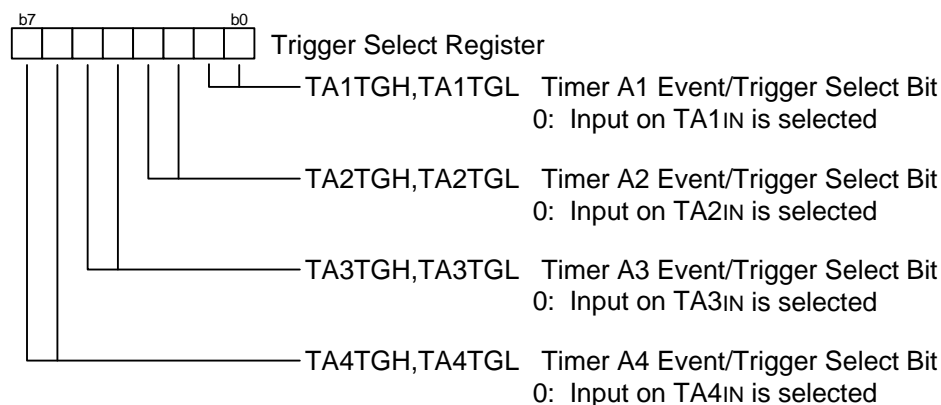 b7 b0
Trigger Select Register
TA1TGH,TA1TGL Timer A1 Event/Trigger Select Bit
0: Input on TA1IN is selected
TA2TGH,TA2TGL Timer A2 Event/Trigger Select Bit
0: Input on TA2IN is selected
TA3TGH,TA3TGL Timer A3 Event/Trigger Select Bit
0: Input on TA3IN is selected
TA4TGH,TA4TGL Timer A4 Event/Trigger Select Bit
0: Input on TA4IN is selected